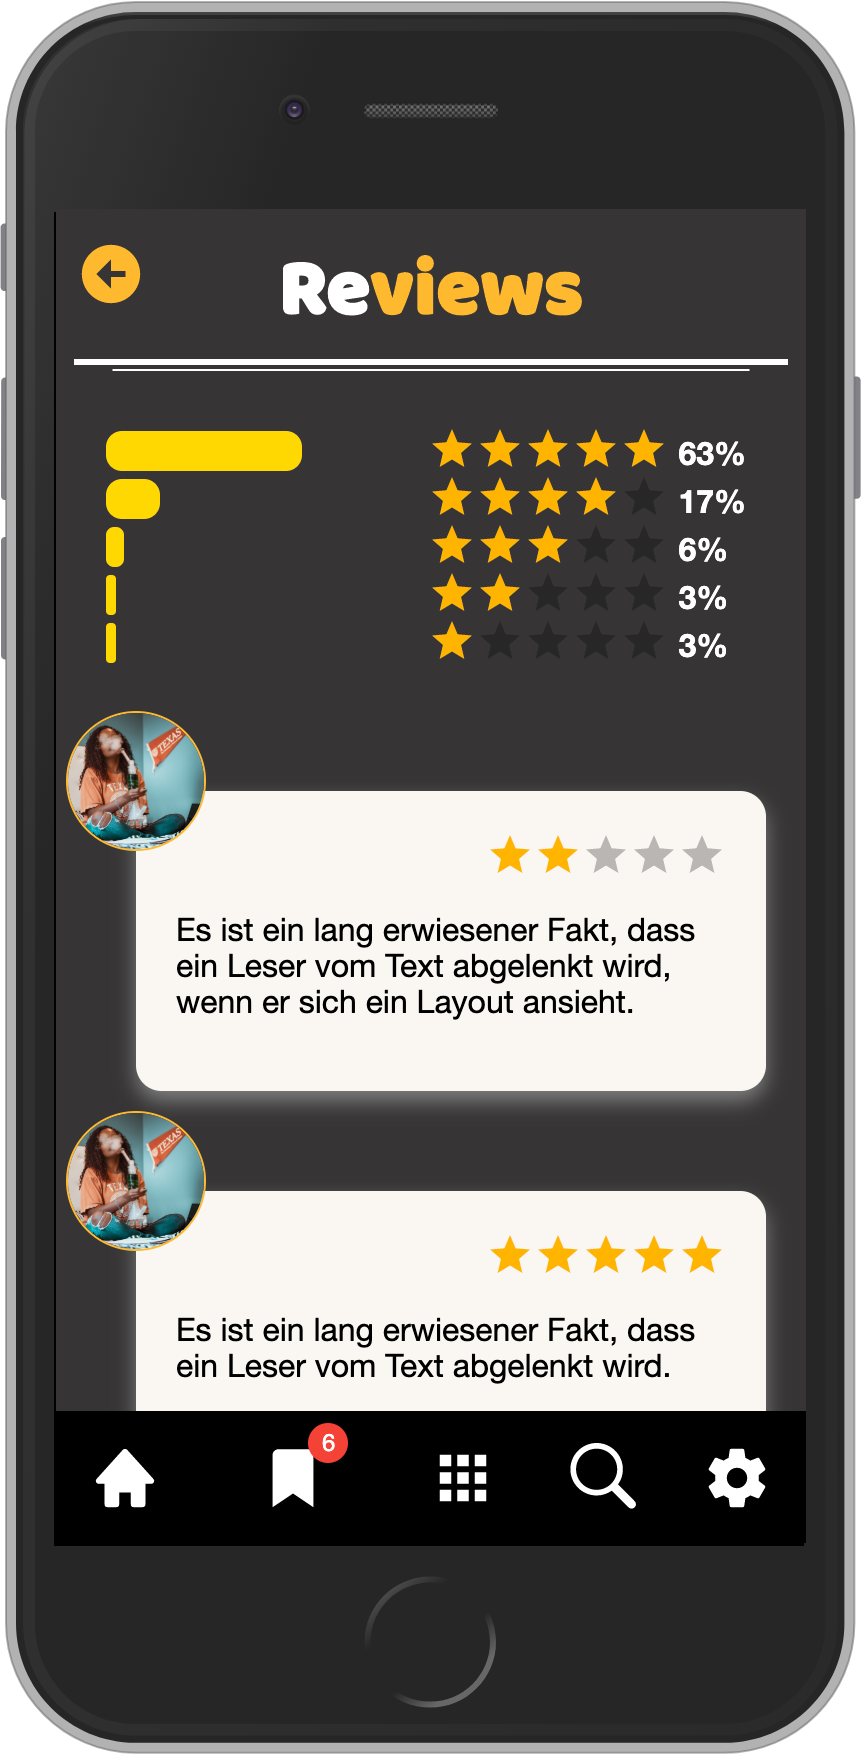 Reviews
63%
17%
6%
3%
3%
TEXAS
Es ist ein lang erwiesener Fakt, dass
ein Leser vom Text abgelenkt wird,
wenn er sich ein Layout ansieht.
TEXAS
Es ist ein lang erwiesener Fakt, dass
ein Leser vom Text abgelenkt wird.
6